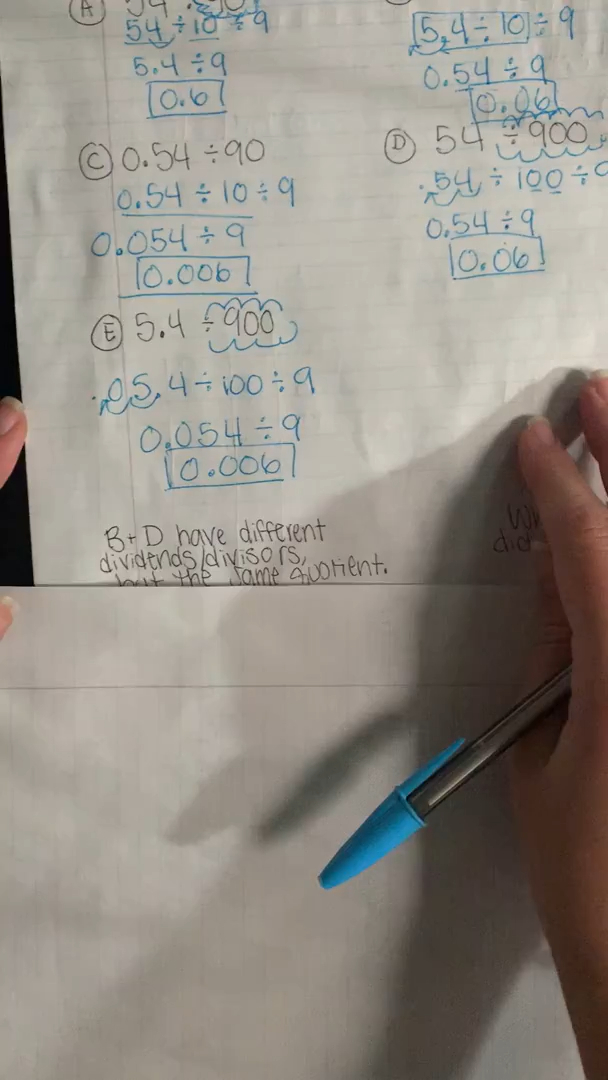 A
54 ÷ 10 ÷ 9
5.4 ÷ 9
0.6
5.4 ÷ 10 ÷ 9
0.54 ÷ 9
0.06
C 0.54 ÷ 90
0.54 ÷ 10 ÷ 9
0.054 ÷ 9
0.006
D 54 ÷ 900
.54 ÷ 100 ÷ 9
0.54 ÷ 9
0.06
E 5.4 ÷ 900
.05.4 ÷ 100 ÷ 9
0.054 ÷ 9
0.006
B + D have different
dividends/divisors,
but the same quotient.